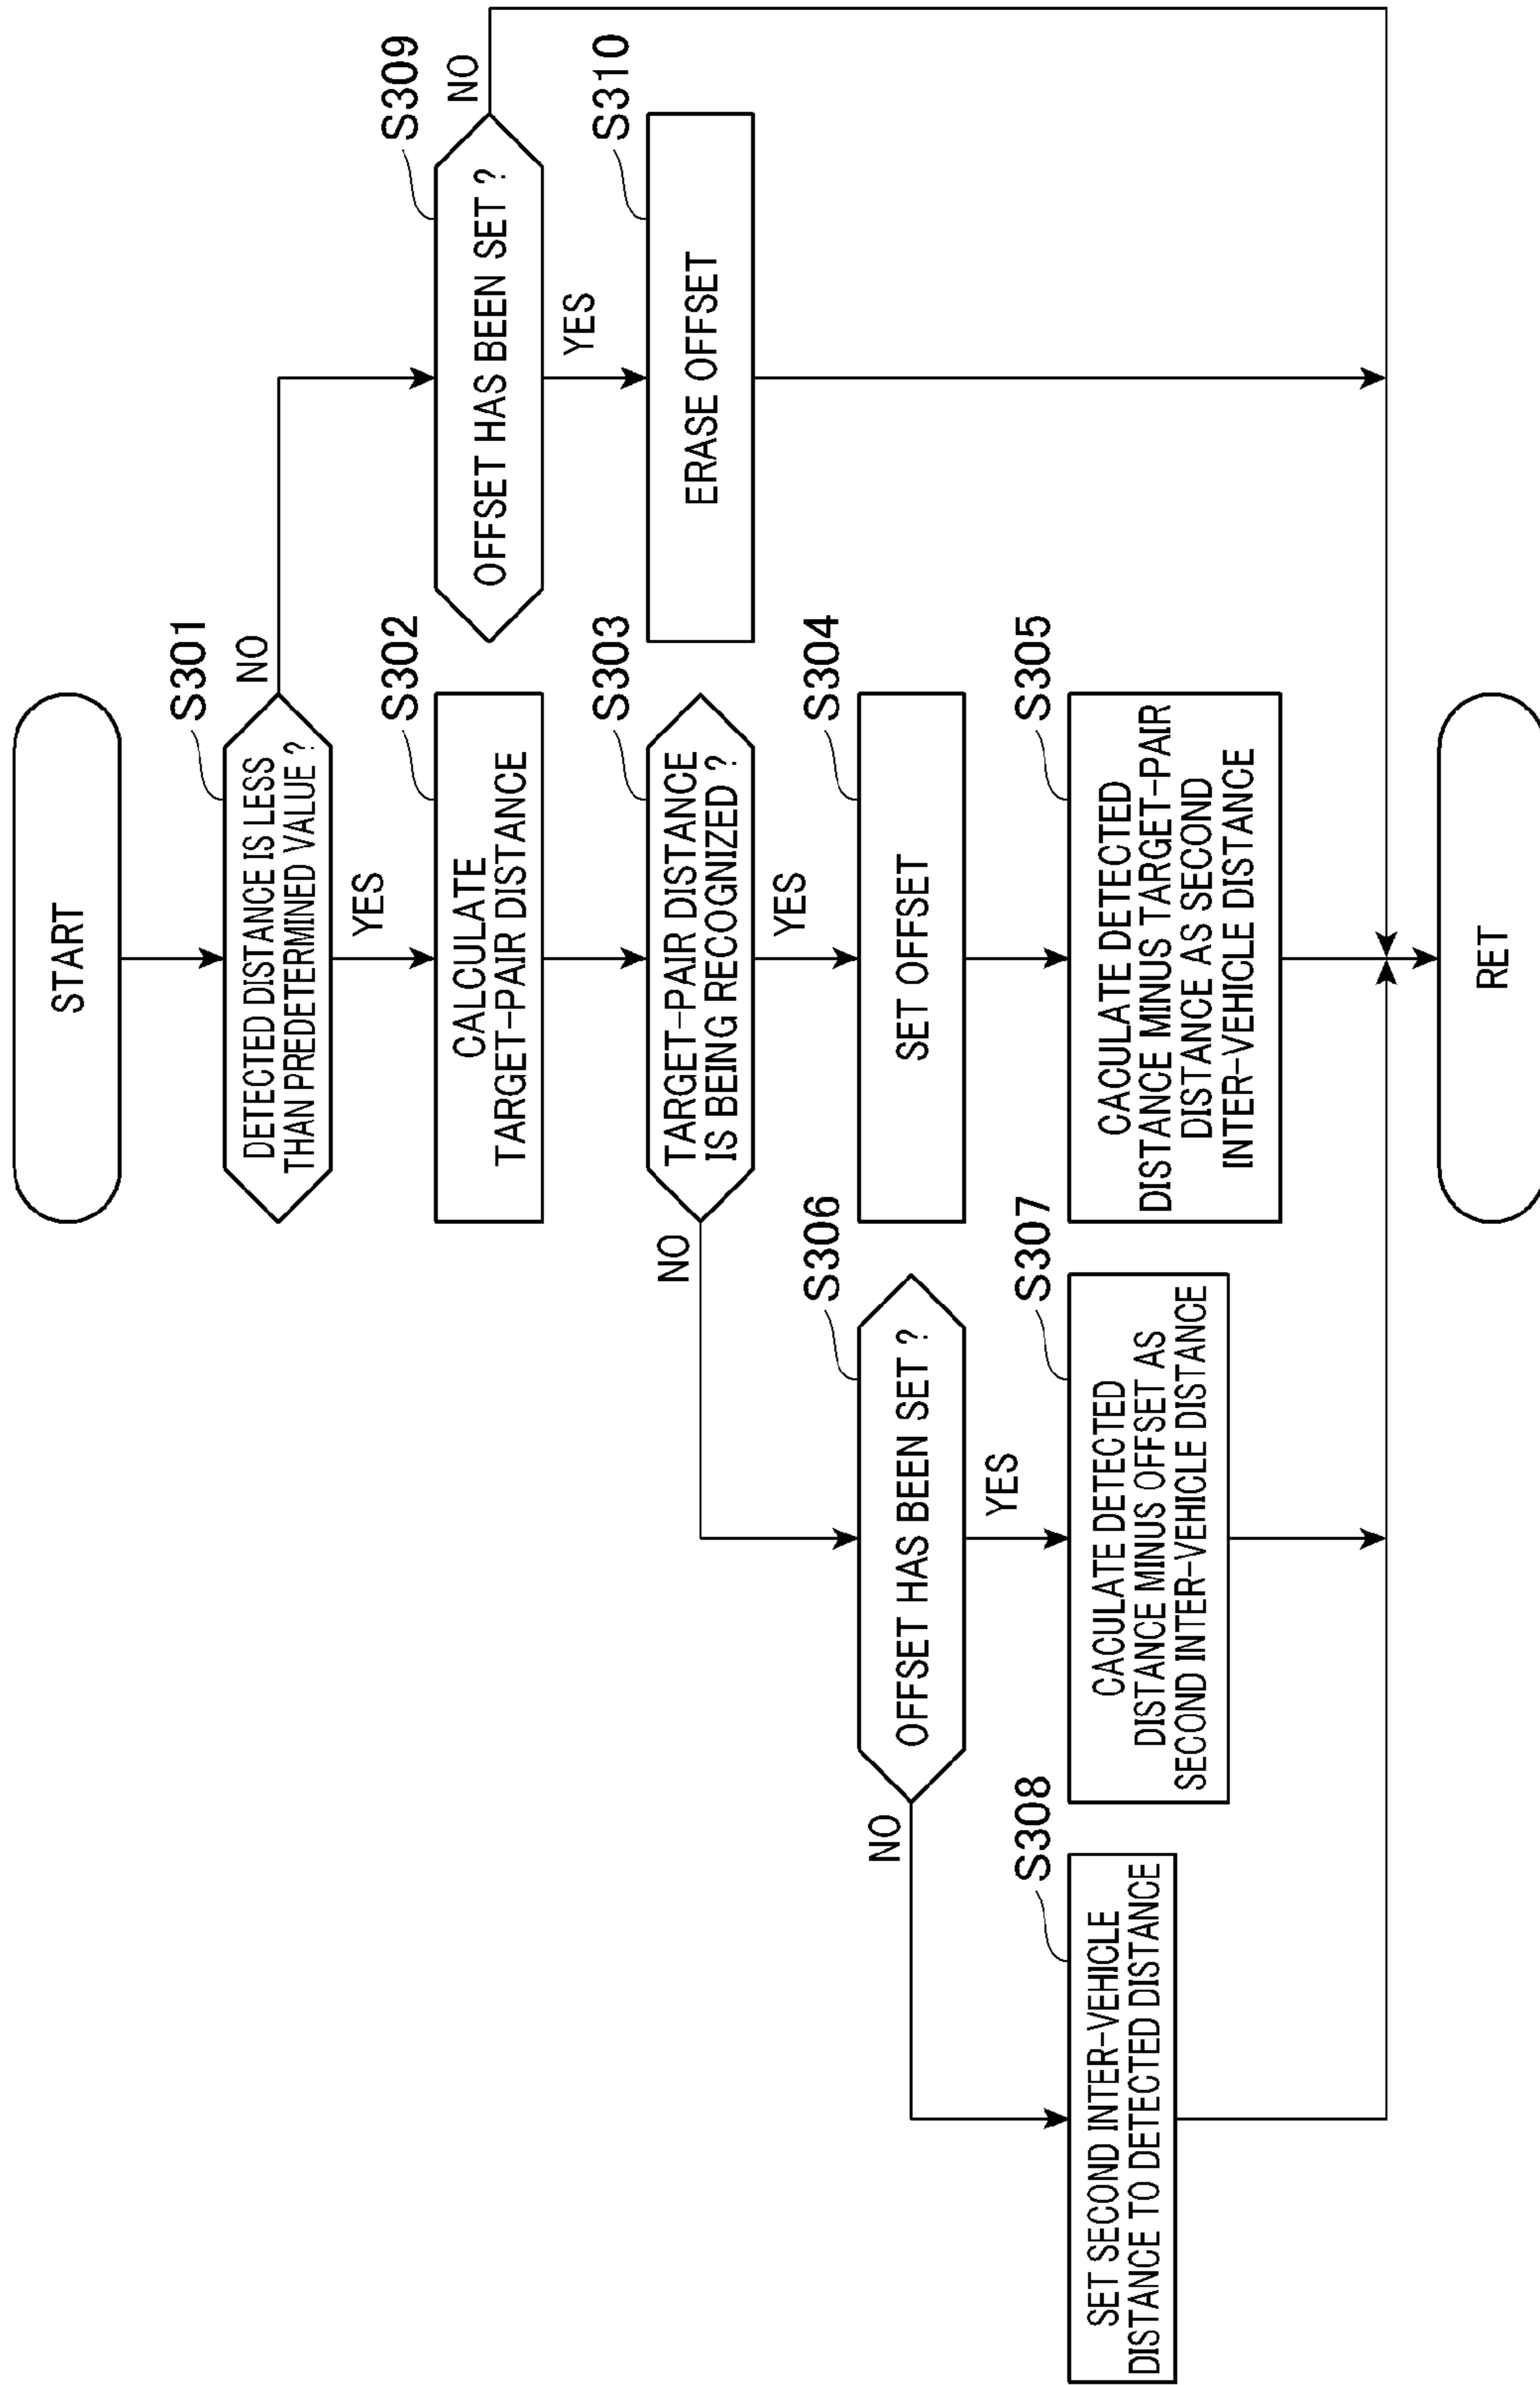 START
S301
DETECTED DISTANCE IS LESS
THAN PREDETERMINED VALUE ?
NO
YES
S302
CALCULATE
TARGET-PAIR DISTANCE
S309
OFFSET HAS BEEN SET ?
NO
YES
S303
TARGET-PAIR DISTANCE
IS BEING RECOGNIZED ?
NO
YES
S310
ERASE OFFSET
S306
OFFSET HAS BEEN SET ?
NO
YES
S304
SET OFFSET
S308
SET SECOND INTER-VEHICLE
DISTANCE TO DETECTED DISTANCE
S307
CACULATE DETECTED
DISTANCE MINUS OFFSET AS
SECOND INTER-VEHICLE DISTANCE
S305
CACULATE DETECTED
DISTANCE MINUS TARGET-PAIR
DISTANCE AS SECOND
INTER-VEHICLE DISTANCE
RET